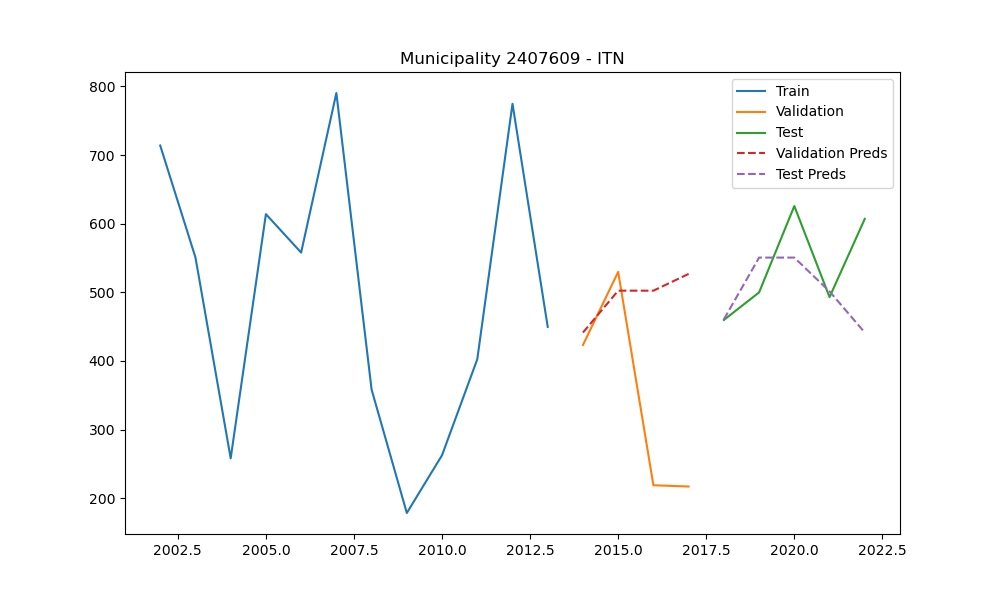 Municipality 2407609 - ITN
Train
Validation
Test
Validation Preds
Test Preds
800
700
600
500
400
300
200
2002.5 2005.0 2007.5 2010.0 2012.5 2015.0 2017.5 2020.0 2022.5